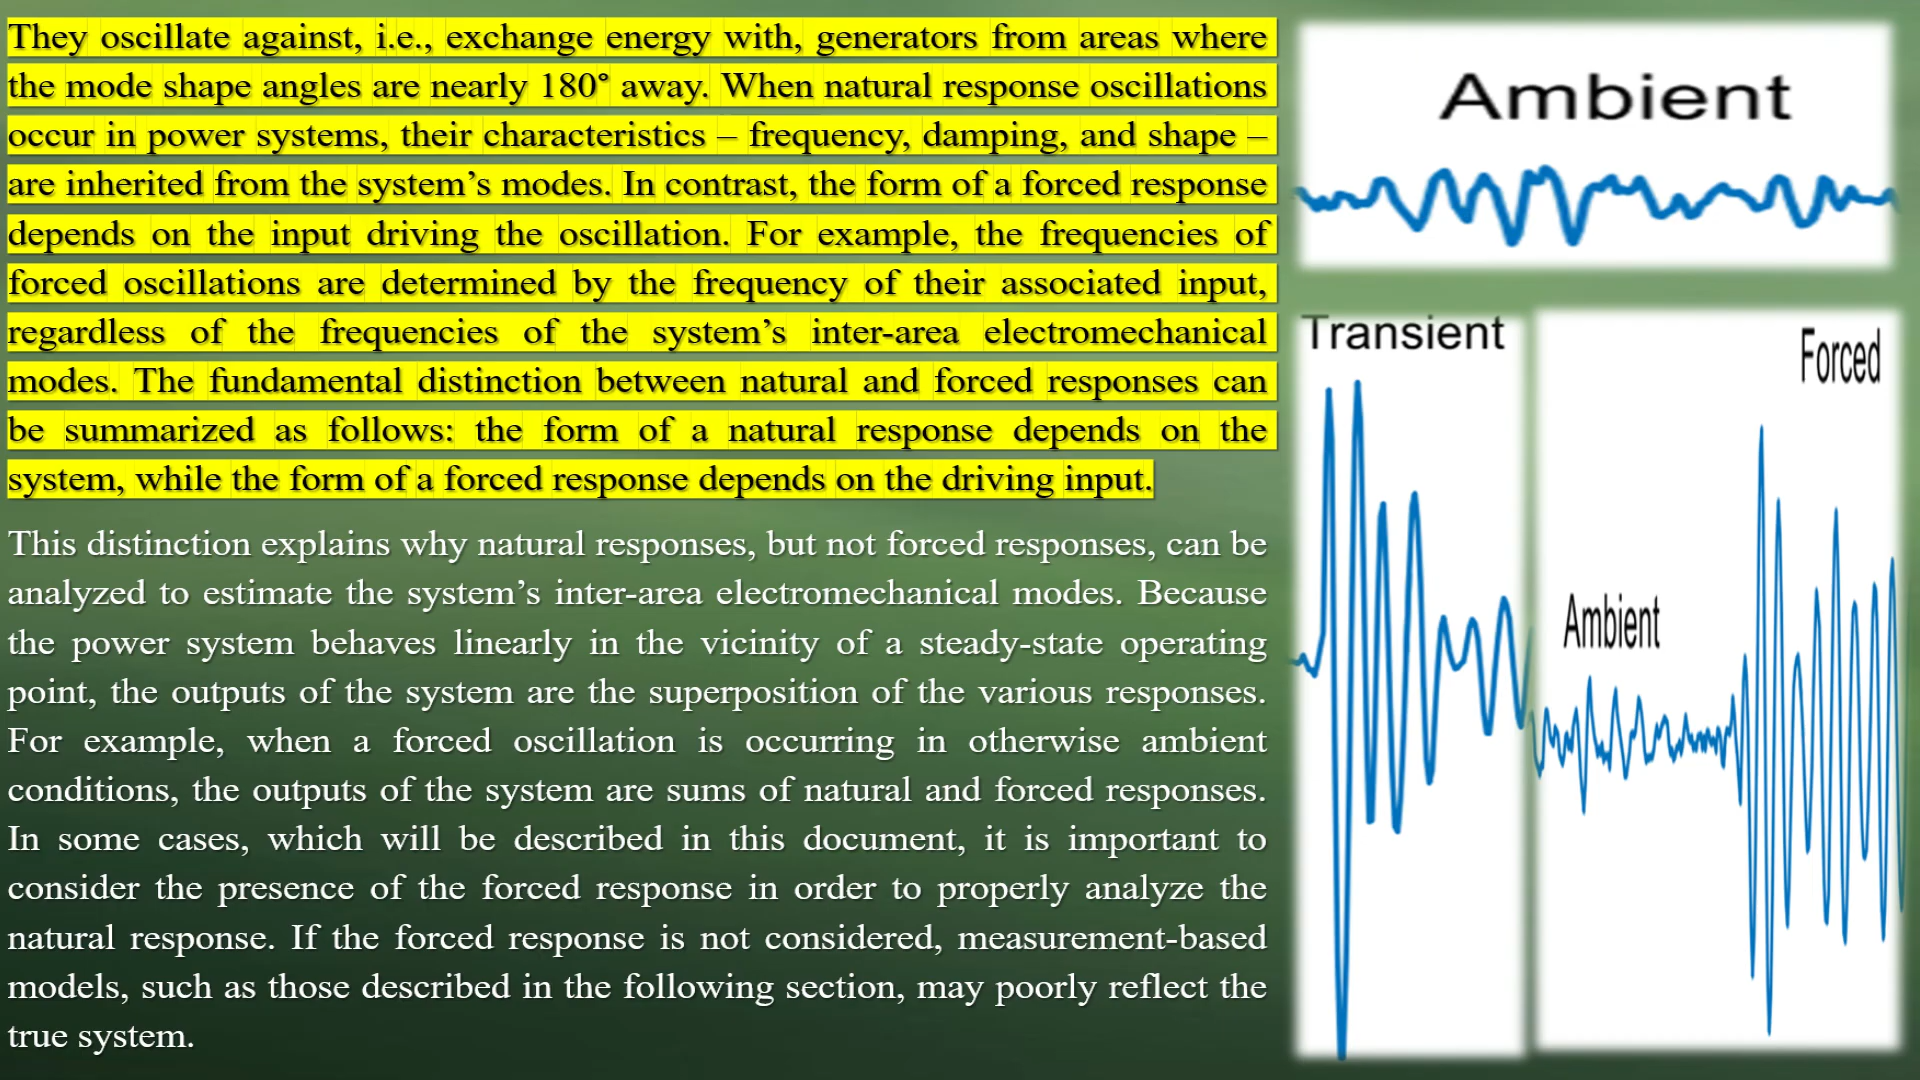 They oscillate against, i.e., exchange energy with, generators from areas where
the mode shape angles are nearly 180° away. When natural response oscillations
occur in power systems, their characteristics – frequency, damping, and shape –
are inherited from the system’s modes. In contrast, the form of a forced response
depends on the input driving the oscillation. For example, the frequencies of
forced oscillations are determined by the frequency of their associated input,
regardless of the frequencies of the system’s inter-area electromechanical
modes. The fundamental distinction between natural and forced responses can
be summarized as follows: the form of a natural response depends on the
system, while the form of a forced response depends on the driving input.
This distinction explains why natural responses, but not forced responses, can be
analyzed to estimate the system’s inter-area electromechanical modes. Because
the power system behaves linearly in the vicinity of a steady-state operating
point, the outputs of the system are the superposition of the various responses.
For example, when a forced oscillation is occurring in otherwise ambient
conditions, the outputs of the system are sums of natural and forced responses.
In some cases, which will be described in this document, it is important to
consider the presence of the forced response in order to properly analyze the
natural response. If the forced response is not considered, measurement-based
models, such as those described in the following section, may poorly reflect the
true system.
Ambient
Transient
Forced
Ambient